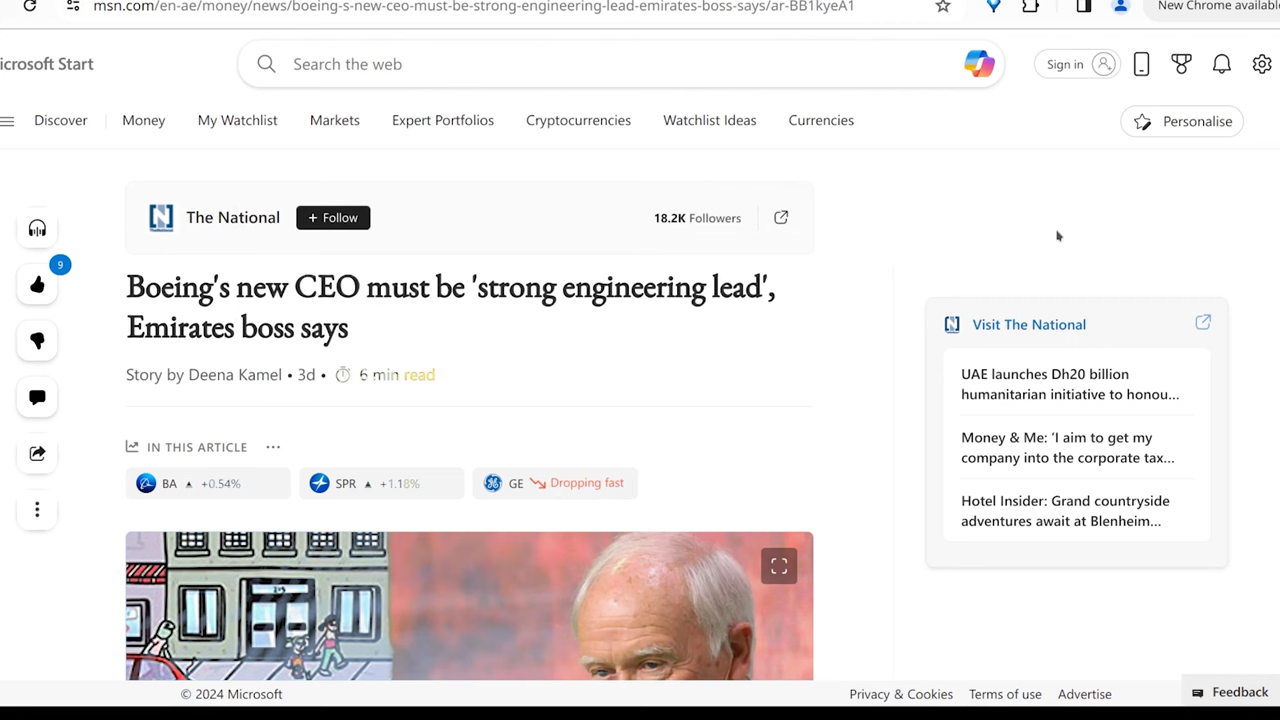 msn.com/en-ae/money/news/boeing-s-new-ceo-must-be-strong-engineering-lead-emirates-boss-says/ar-BB1kyeA1
New Chrome available
icrosoft Start
Search the web
Sign in
Discover
Money
My Watchlist
Markets
Expert Portfolios
Cryptocurrencies
Watchlist Ideas
Currencies
Personalise
The National
+ Follow
18.2K Followers
9
Boeing's new CEO must be 'strong engineering lead',
Emirates boss says
Story by Deena Kamel • 3d • 6 min read
IN THIS ARTICLE ...
BA ▲ +0.54%
SPR ▲ +1.18%
GE Dropping fast
Visit The National
UAE launches Dh20 billion
humanitarian initiative to honou...
Money & Me: ‘I aim to get my
company into the corporate tax...
Hotel Insider: Grand countryside
adventures await at Blenheim...
© 2024 Microsoft
Privacy & Cookies
Terms of use
Advertise
Feedback